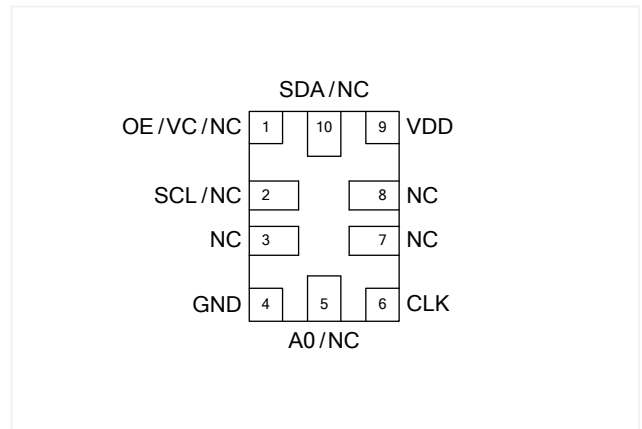 SDA/NC
OE/VC/NC 1 10 9 VDD
SCL/NC 2 8 NC
NC 3 7 NC
GND 4 5 6 CLK
A0/NC